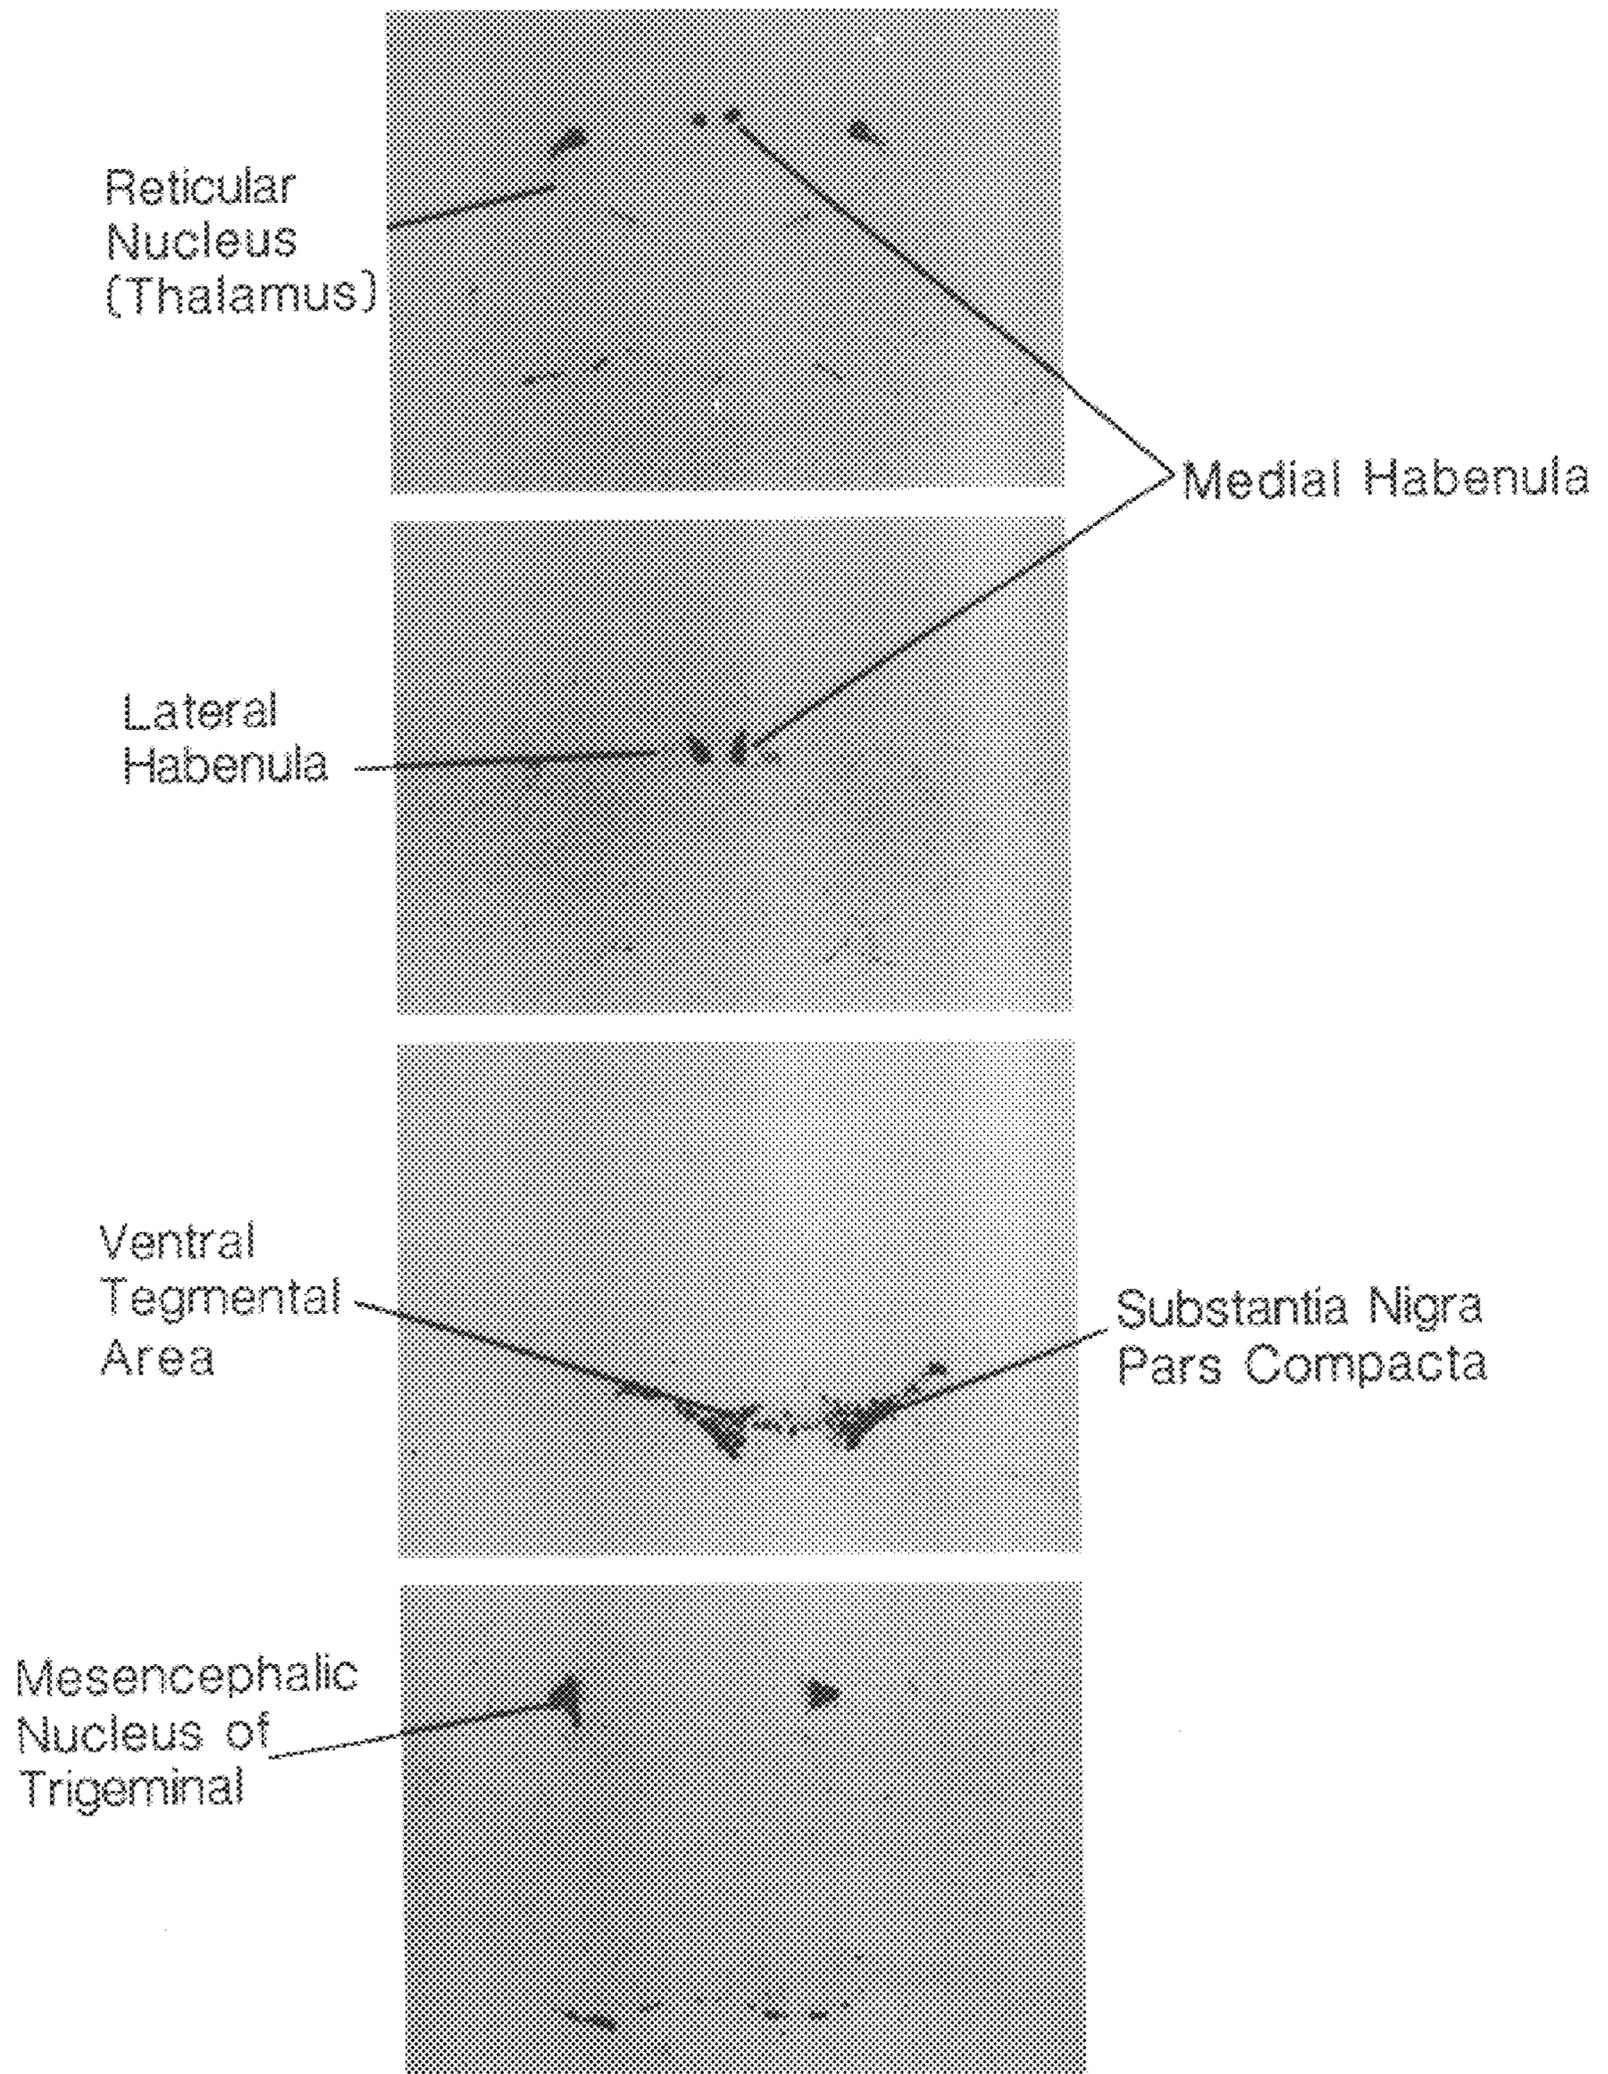 Reticular
Nucleus
(Thalamus)
Medial Habenula
Lateral
Habenula
Ventral
Tegmental
Area
Substantia Nigra
Pars Compacta
Mesencephalic
Nucleus of
Trigeminal